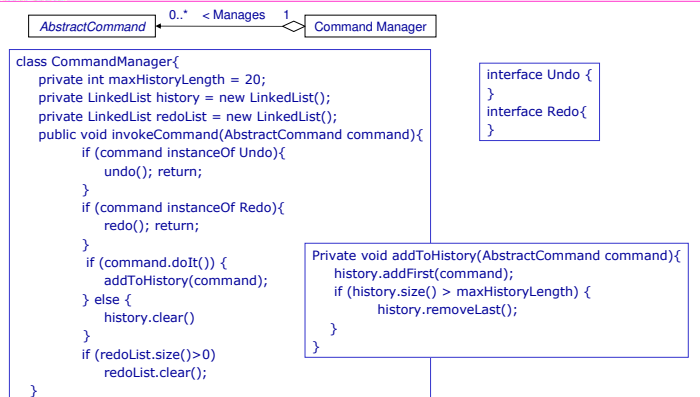 0..* < Manages 1
AbstractCommand
Command Manager
class CommandManager{
private int maxHistoryLength = 20;
private LinkedList history = new LinkedList();
private LinkedList redoList = new LinkedList();
public void invokeCommand(AbstractCommand command){
if (command instanceOf Undo){
undo(); return;
}
if (command instanceOf Redo){
redo(); return;
}
if (command.doIt()) {
addToHistory(command);
} else {
history.clear()
}
if (redoList.size()>0)
redoList.clear();
}
interface Undo {
}
interface Redo{
}
Private void addToHistory(AbstractCommand command){
history.addFirst(command);
if (history.size() > maxHistoryLength) {
history.removeLast();
}
}